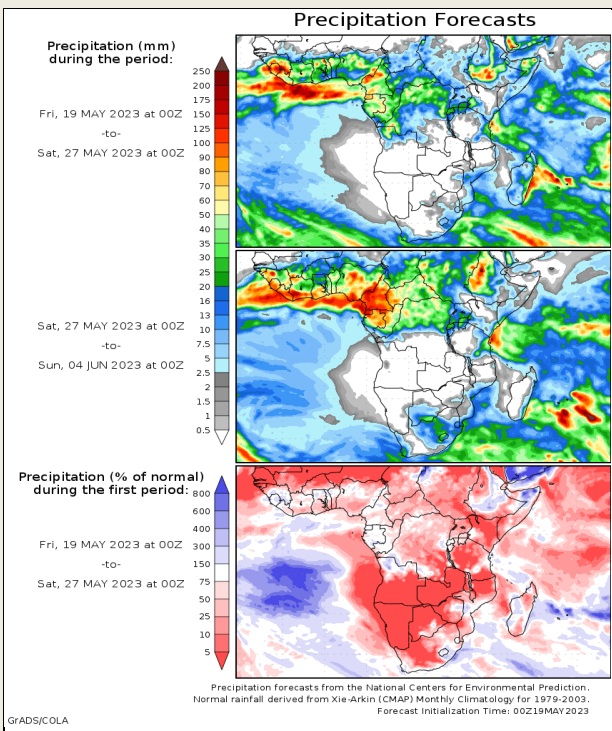 Precipitation Forecasts
Precipitation (mm)
during the period:
Fri, 19 MAY 2023 at 00Z
-to-
Sat, 27 MAY 2023 at 00Z
250
200
175
150
125
100
90
80
70
60
50
40
35
30
25
20
16
13
10
7.5
5
2.5
2
1.5
1
0.5
Sat, 27 MAY 2023 at 00Z
-to-
Sun, 04 JUN 2023 at 00Z
Precipitation (% of normal)
during the first period:
Fri, 19 MAY 2023 at 00Z
-to-
Sat, 27 MAY 2023 at 00Z
800
600
400
300
150
75
50
25
10
5
Precipitation forecasts from the National Centers for Environmental Prediction.
Normal rainfall derived from Xie-Arkin (CMAP) Monthly Climatology for 1979-2003.
Forecast Initialization Time: 00Z19MAY2023
GrADS/COLA